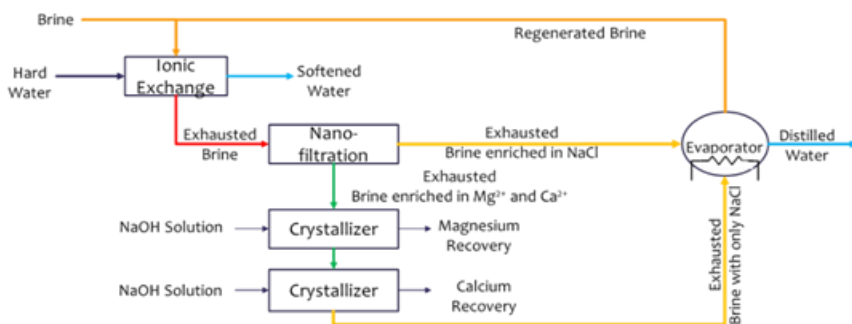 Brine
Regenerated Brine
Hard
Water
Ionic
Exchange
Softened
Water
Exhausted
Brine
Nano-
filtration
Exhausted
Brine enriched in NaCl
Evaporator
Distilled
Water
Exhausted
Brine enriched in Mg²⁺ and Ca²⁺
NaOH Solution
Crystallizer
Magnesium
Recovery
NaOH Solution
Crystallizer
Calcium
Recovery
Exhausted
Brine with only NaCl